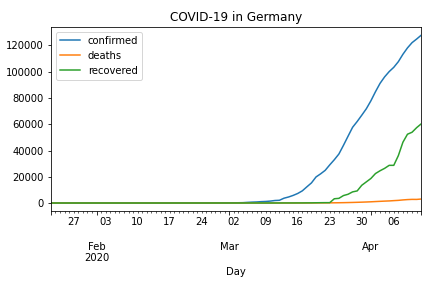 COVID-19 in Germany
confirmed
deaths
recovered
120000
100000
80000
60000
40000
20000
0
27 03 10 17 24 02 09 16 23 30 06
Feb Mar Apr
2020
Day